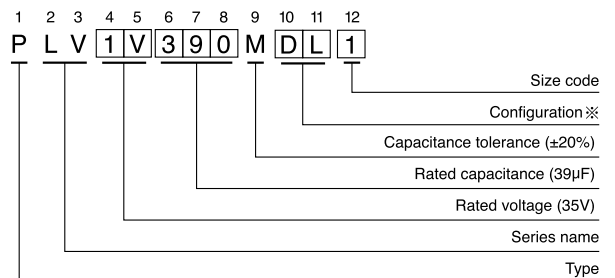 1 2 3 4 5 6 7 8 9 10 11 12
P L V 1 V 3 9 0 M D L 1
Size code
Configuration※
Capacitance tolerance (±20%)
Rated capacitance (39µF)
Rated voltage (35V)
Series name
Type